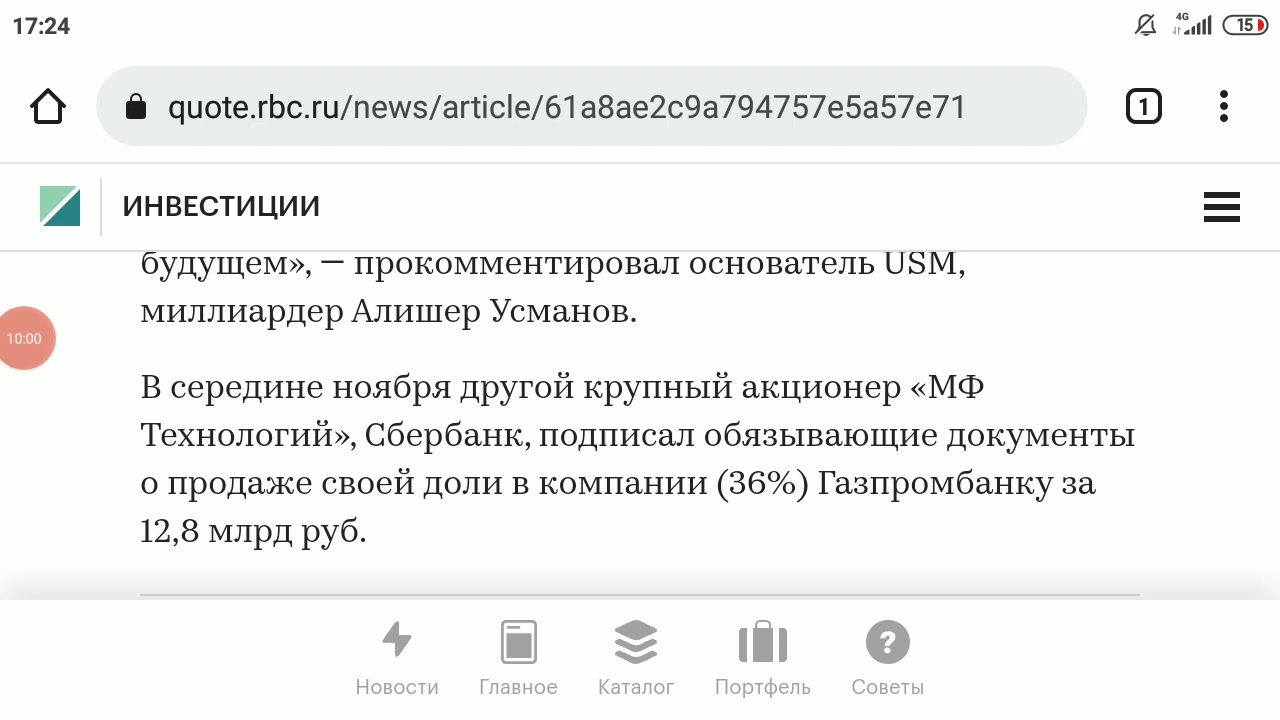 17:24
4G
15
quote.rbc.ru/news/article/61a8ae2c9a794757e5a57e71
1
ИНВЕСТИЦИИ
будущем», — прокомментировал основатель USM,
миллиардер Алишер Усманов.
10:00
В середине ноября другой крупный акционер «МФ
Технологий», Сбербанк, подписал обязывающие документы
о продаже своей доли в компании (36%) Газпромбанку за
12,8 млрд руб.
Новости
Главное
Каталог
Портфель
Советы